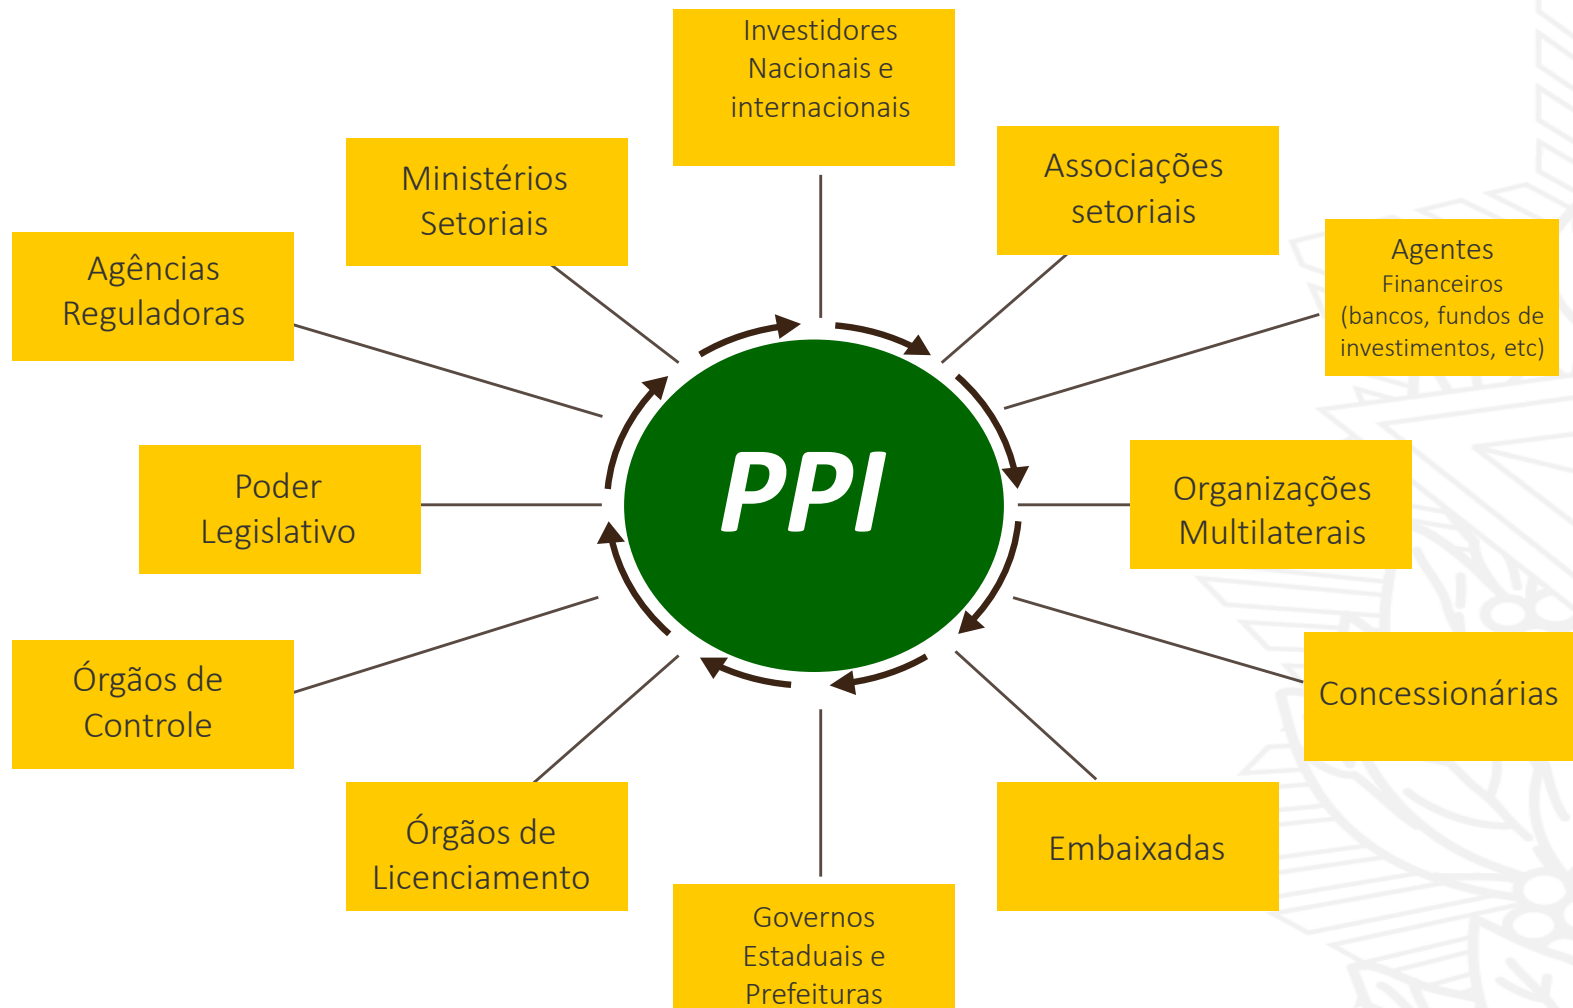 Investidores
Nacionais e
internacionais
Associações
setoriais
Agentes
Financeiros
(bancos, fundos de
investimentos, etc)
Organizações
Multilaterais
Concessionárias
Embaixadas
Governos
Estaduais e
Prefeituras
Órgãos de
Licenciamento
Órgãos de
Controle
Poder
Legislativo
Agências
Reguladoras
Ministérios
Setoriais
PPI